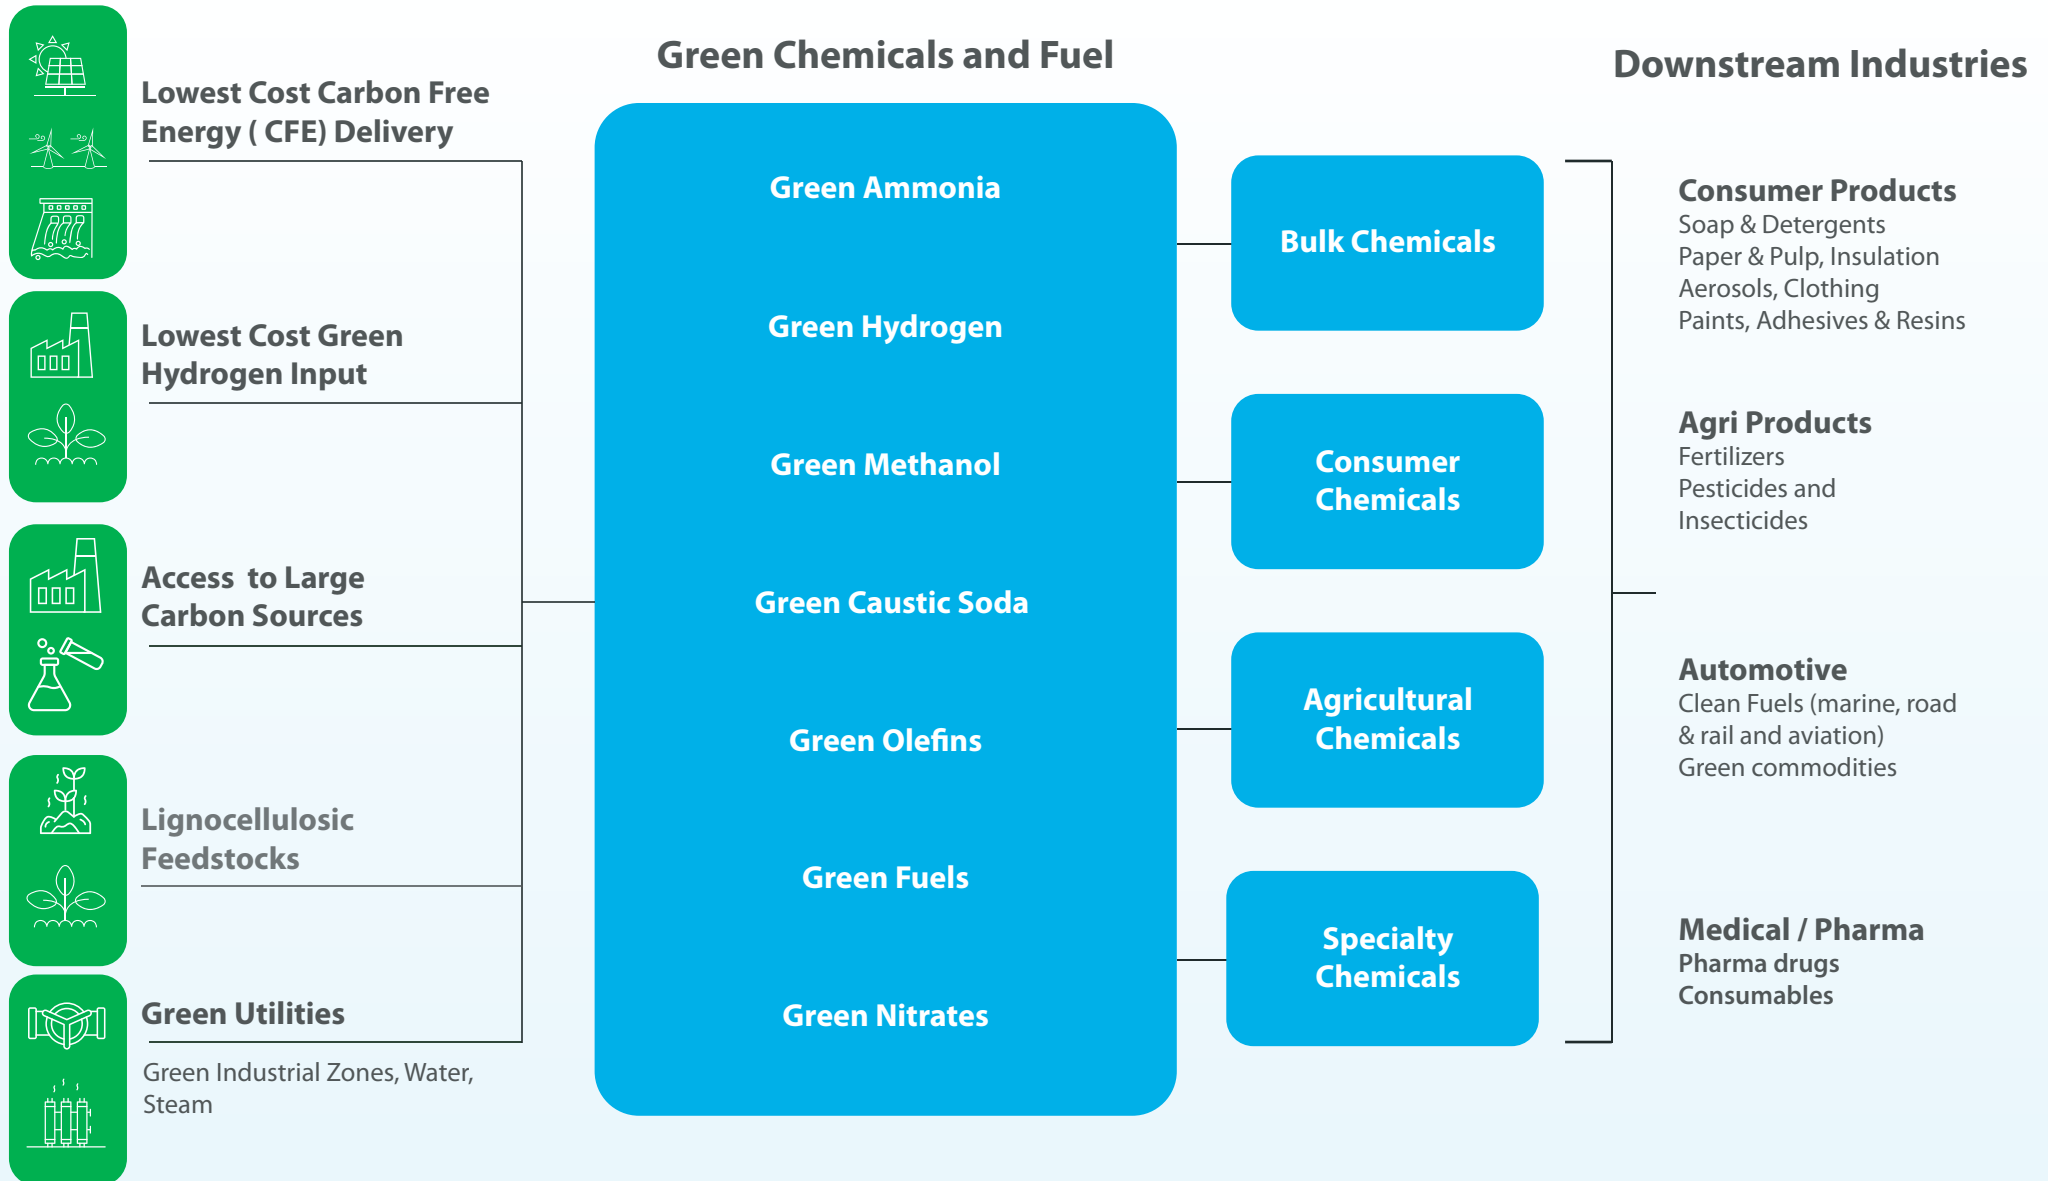 Lowest Cost Carbon Free
Energy ( CFE) Delivery
Lowest Cost Green
Hydrogen Input
Access  to Large
Carbon Sources
Lignocellulosic
Feedstocks
Green Utilities
Green Industrial Zones, Water,
Steam
Green Chemicals and Fuel
Green Ammonia
Green Hydrogen
Green Methanol
Green Caustic Soda
Green Olefins
Green Fuels
Green Nitrates
Bulk Chemicals
Consumer
Chemicals
Agricultural
Chemicals
Specialty
Chemicals
Downstream Industries
Consumer Products
Soap & Detergents
Paper & Pulp, Insulation
Aerosols, Clothing
Paints, Adhesives & Resins
Agri Products
Fertilizers
Pesticides and
Insecticides
Automotive
Clean Fuels (marine, road
& rail and aviation)
Green commodities
Medical / Pharma
Pharma drugs
Consumables